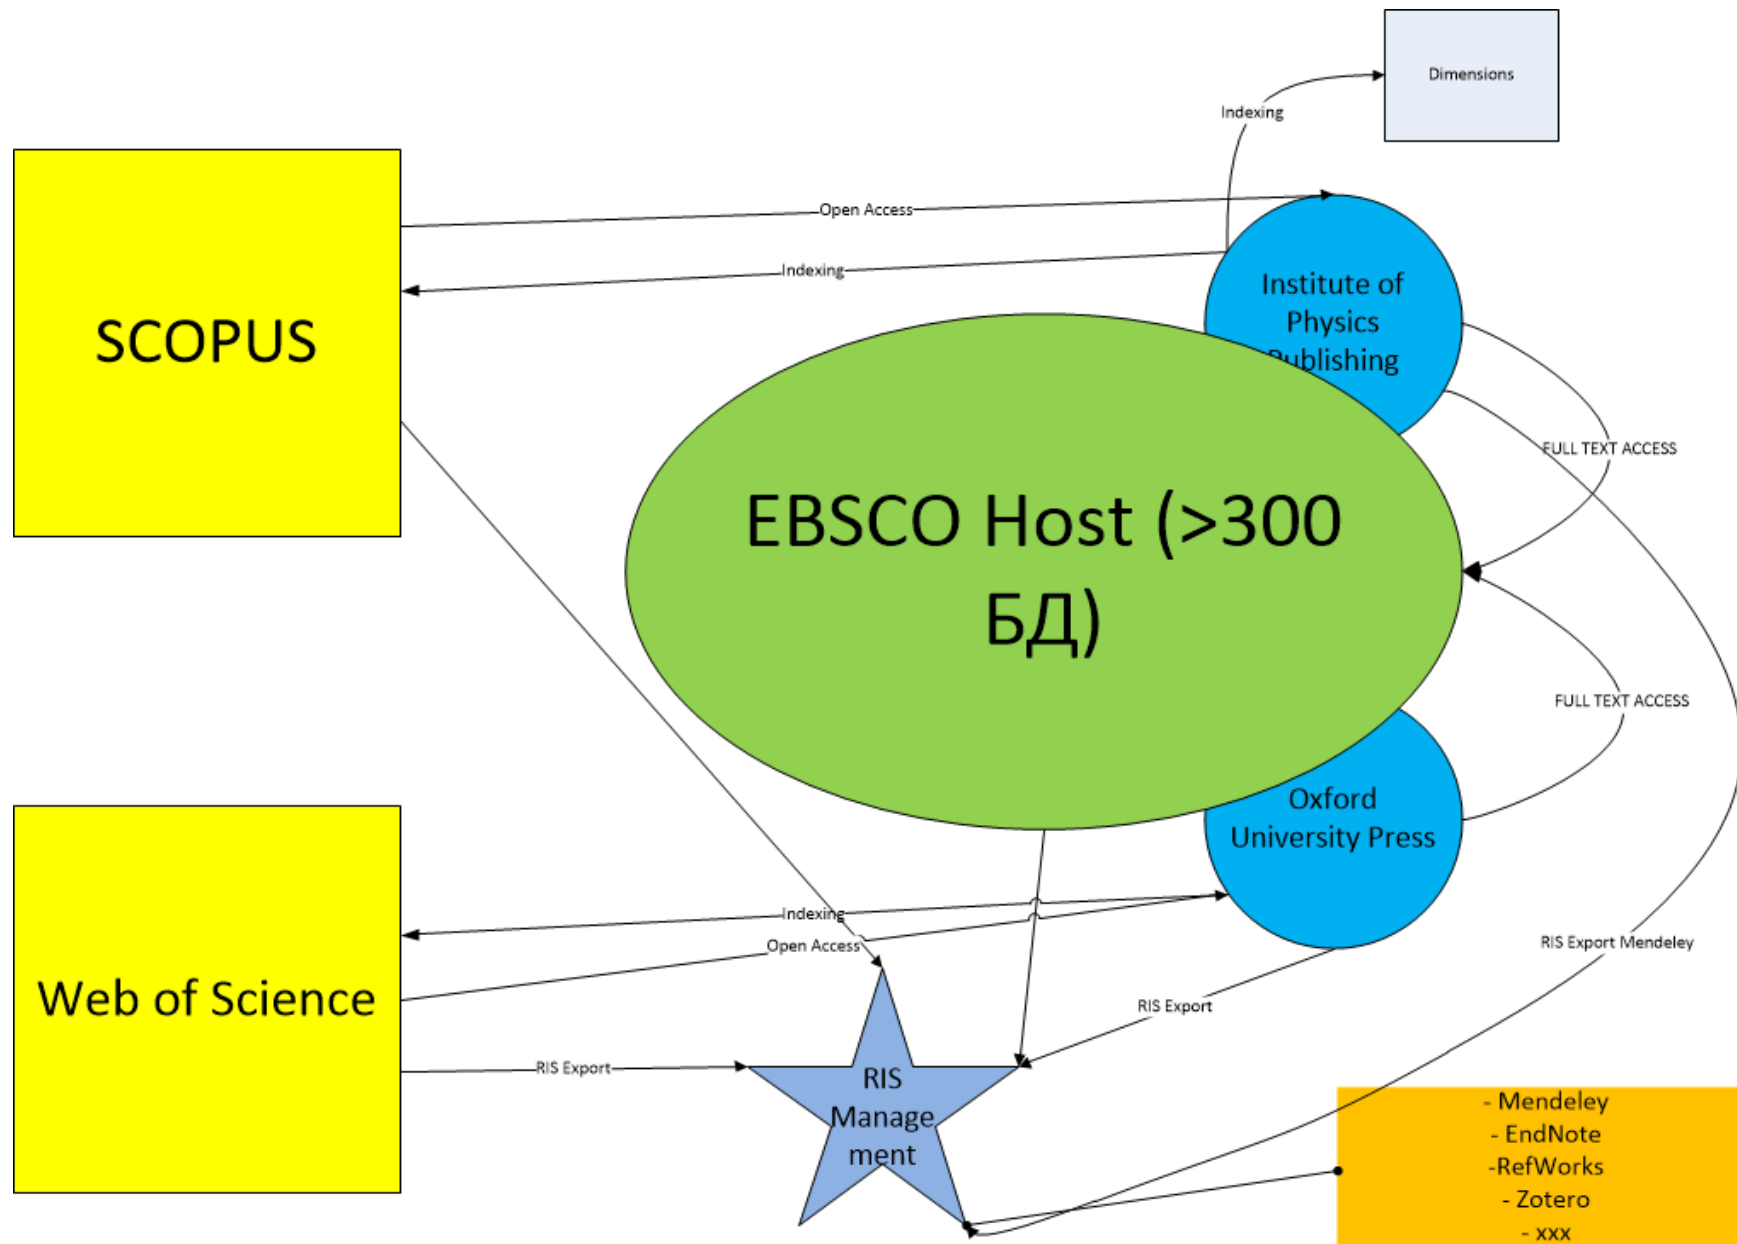 Dimensions
Indexing
Open Access
Indexing
SCOPUS
Institute of
Physics
Publishing
FULL TEXT ACCESS
EBSCO Host (>300
БД)
FULL TEXT ACCESS
Oxford
University Press
Indexing
Open Access
RIS Export Mendeley
Web of Science
RIS Export
RIS Export
RIS
Manage
ment
- Mendeley
- EndNote
-RefWorks
- Zotero
- xxx